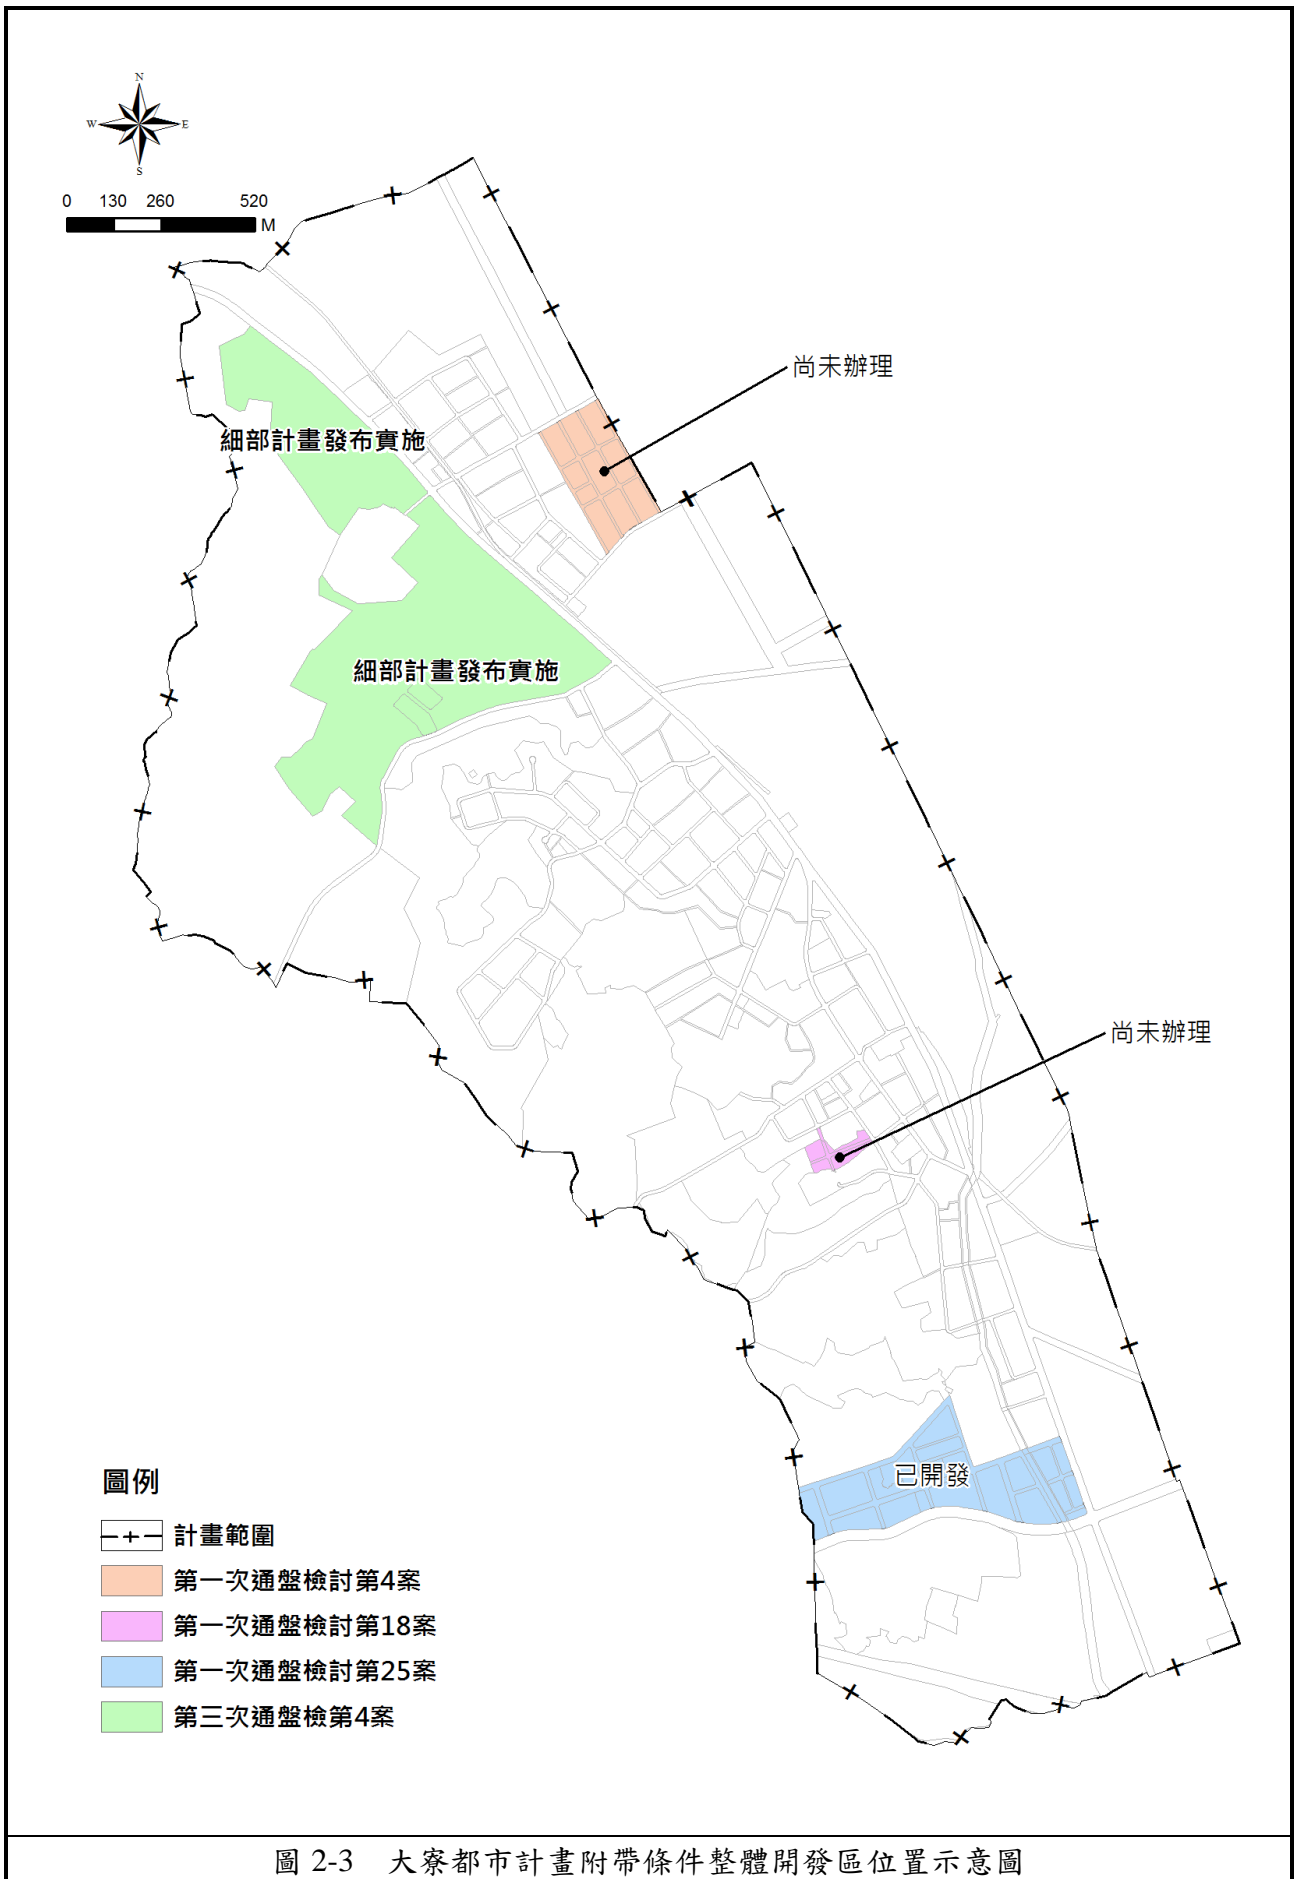 N
W E
S
0 130 260 520
M
尚未辦理
細部計畫發布實施
細部計畫發布實施
尚未辦理
已開發
圖例
計畫範圍
第一次通盤檢討第4案
第一次通盤檢討第18案
第一次通盤檢討第25案
第三次通盤檢第4案
圖 2-3 大寮都市計畫附帶條件整體開發區位置示意圖